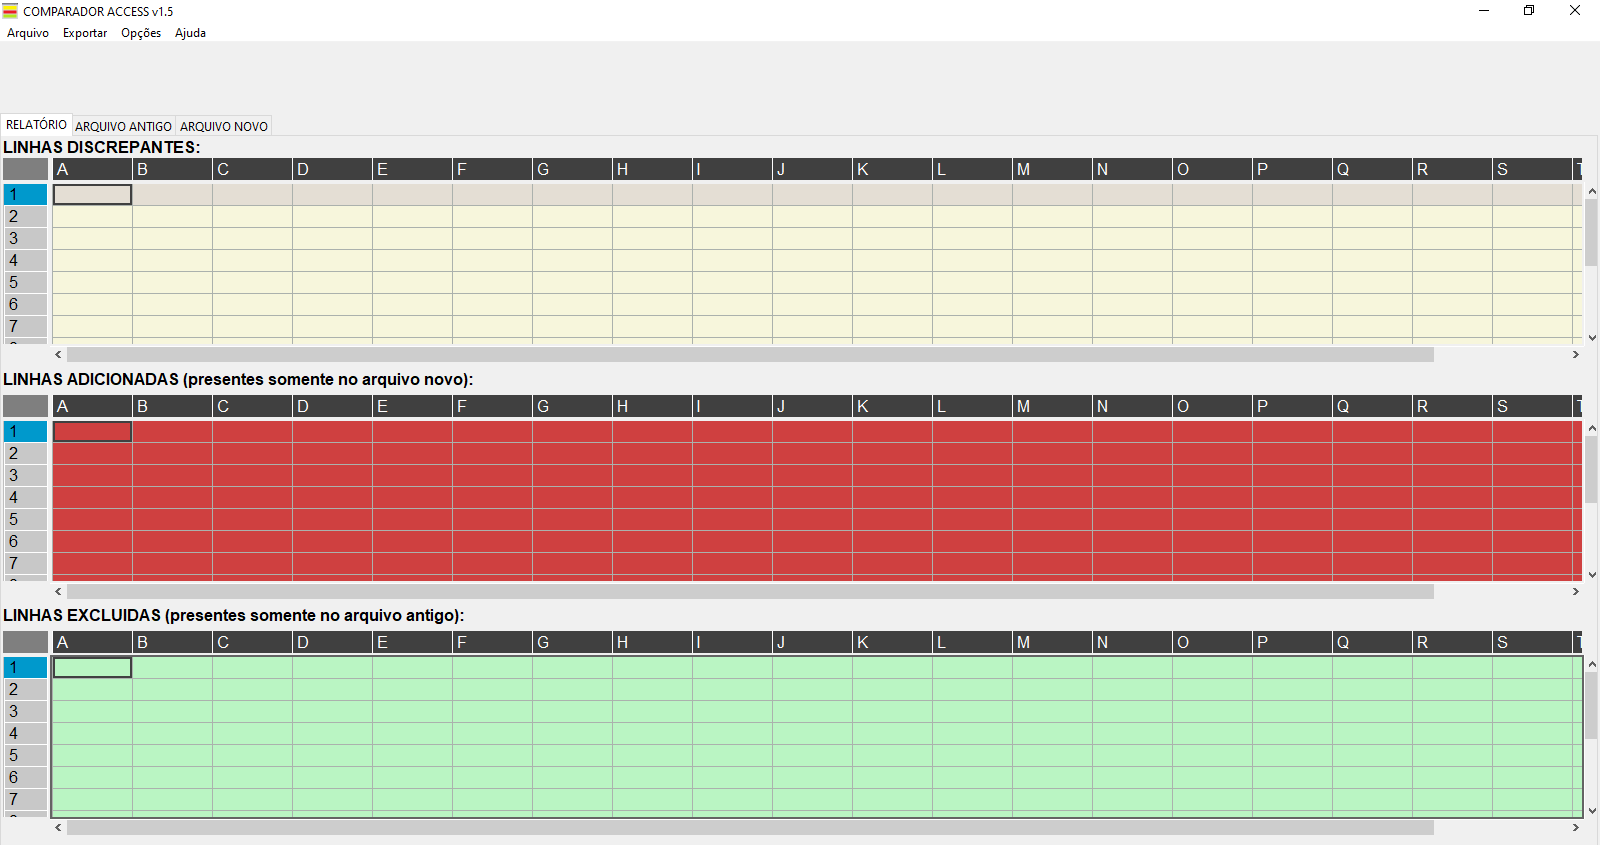 COMPARADOR ACCESS v1.5
Arquivo Exportar Opções Ajuda
RELATÓRIO ARQUIVO ANTIGO ARQUIVO NOVO
LINHAS DISCREPANTES:
A B C D E F G H I J K L M N O P Q R S T
1
2
3
4
5
6
7
LINHAS ADICIONADAS (presentes somente no arquivo novo):
A B C D E F G H I J K L M N O P Q R S T
1
2
3
4
5
6
7
LINHAS EXCLUIDAS (presentes somente no arquivo antigo):
A B C D E F G H I J K L M N O P Q R S T
1
2
3
4
5
6
7